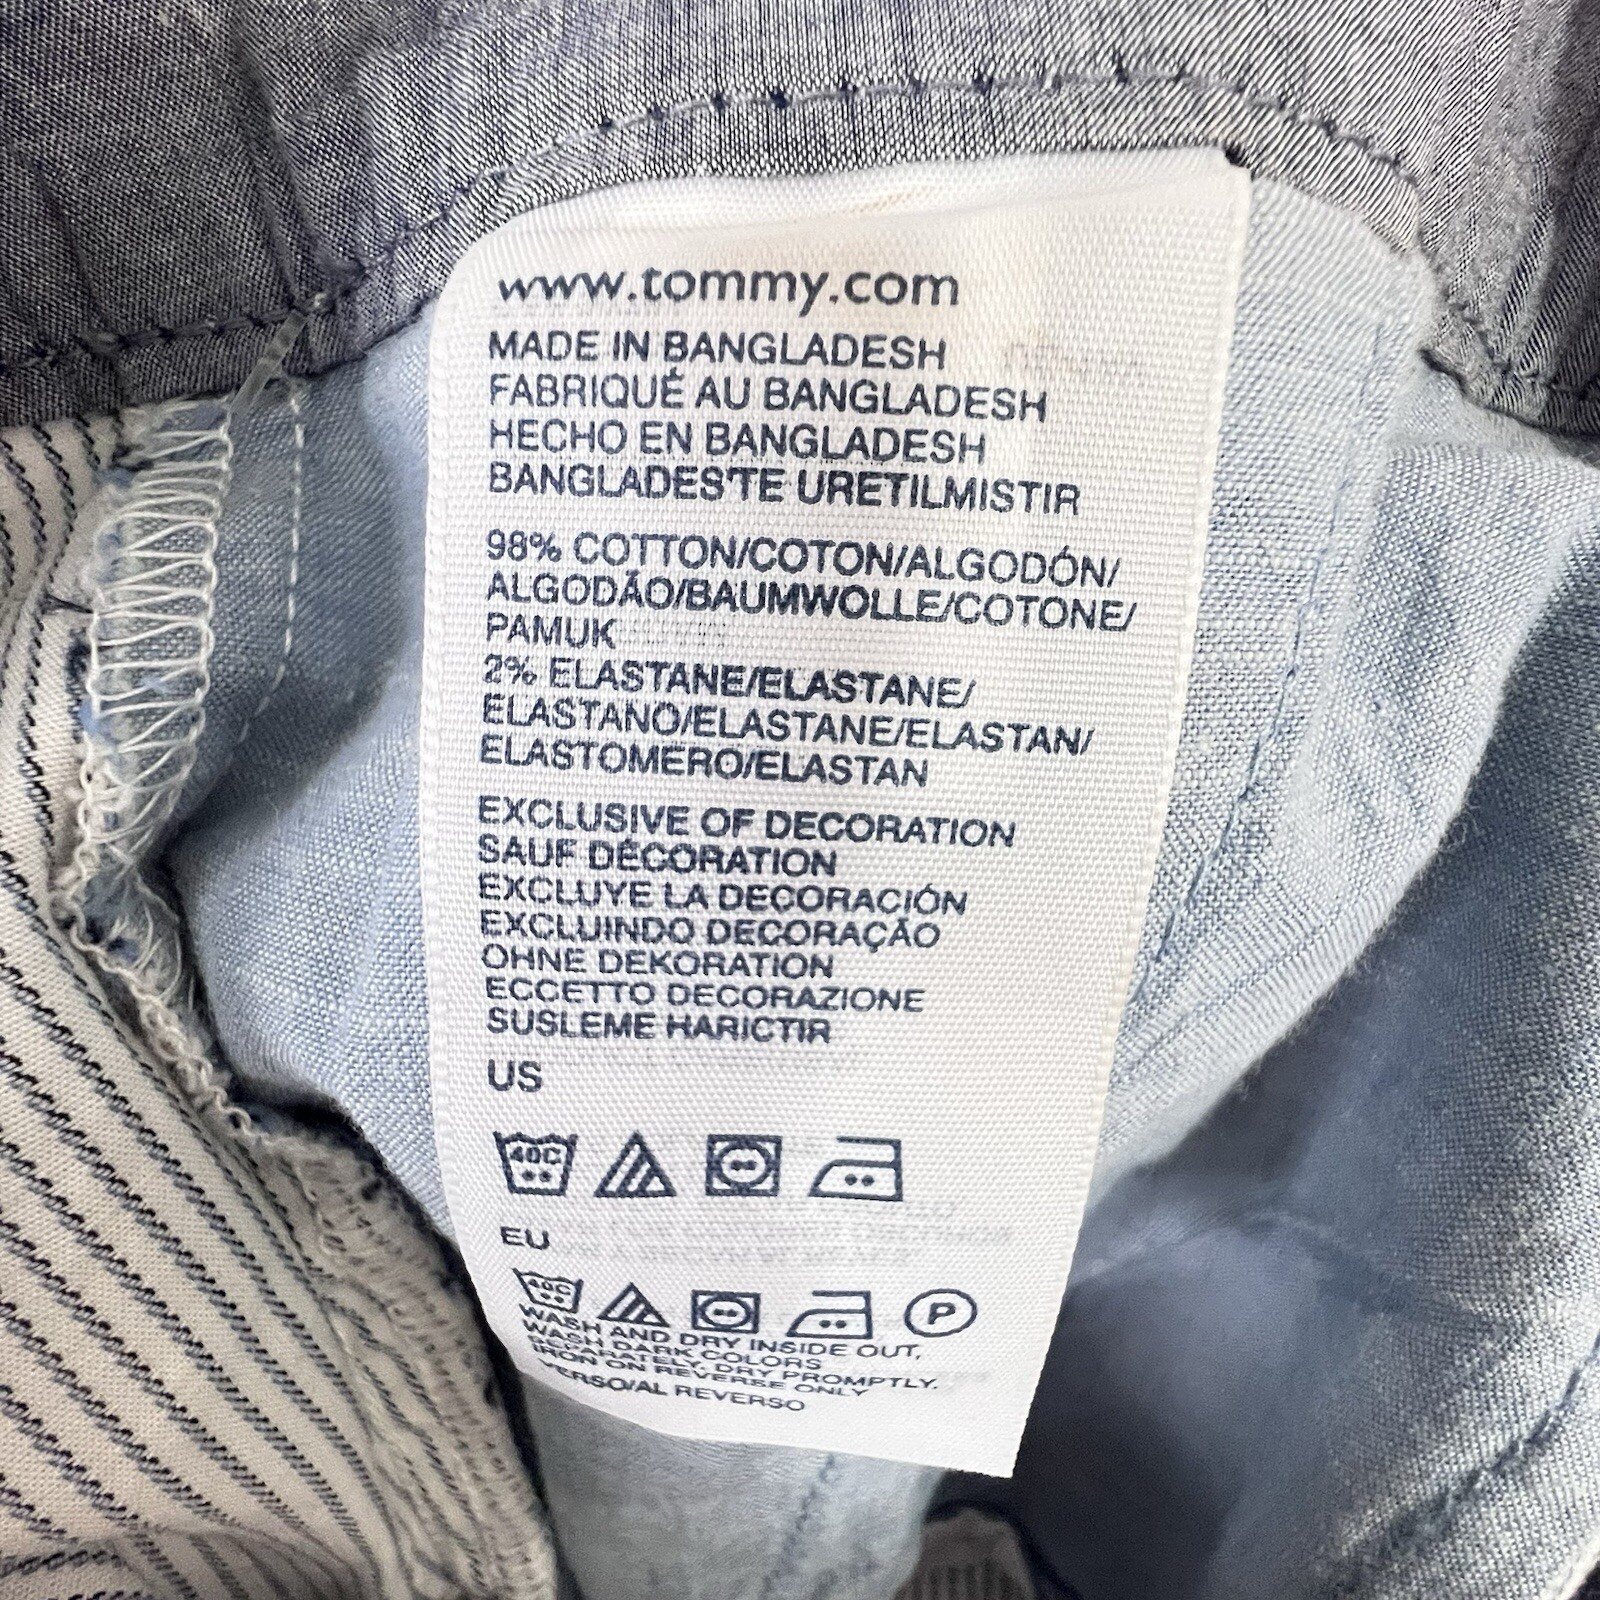 www.tommy.com
MADE IN BANGLADESH
FABRIQUÉ AU BANGLADESH
HECHO EN BANGLADESH
BANGLADES'TE URETILMISTIR
98% COTTON/COTON/ALGODÓN/
ALGODÃO/BAUMWOLLE/COTONE/
PAMUK
2% ELASTANE/ELASTANE/
ELASTANO/ELASTANE/ELASTAN/
ELASTOMERO/ELASTAN
EXCLUSIVE OF DECORATION
SAUF DÉCORATION
EXCLUYE LA DECORACIÓN
EXCLUINDO DECORAÇÃO
OHNE DEKORATION
ECCETTO DECORAZIONE
SUSLEME HARICTIR
US
40C
EU
40C P
WASH AND DRY INSIDE OUT,
WASH DARK COLORS
SEPARATELY, DRY PROMPTLY,
IRON ON REVERSE ONLY
VERSO/AL REVERSO